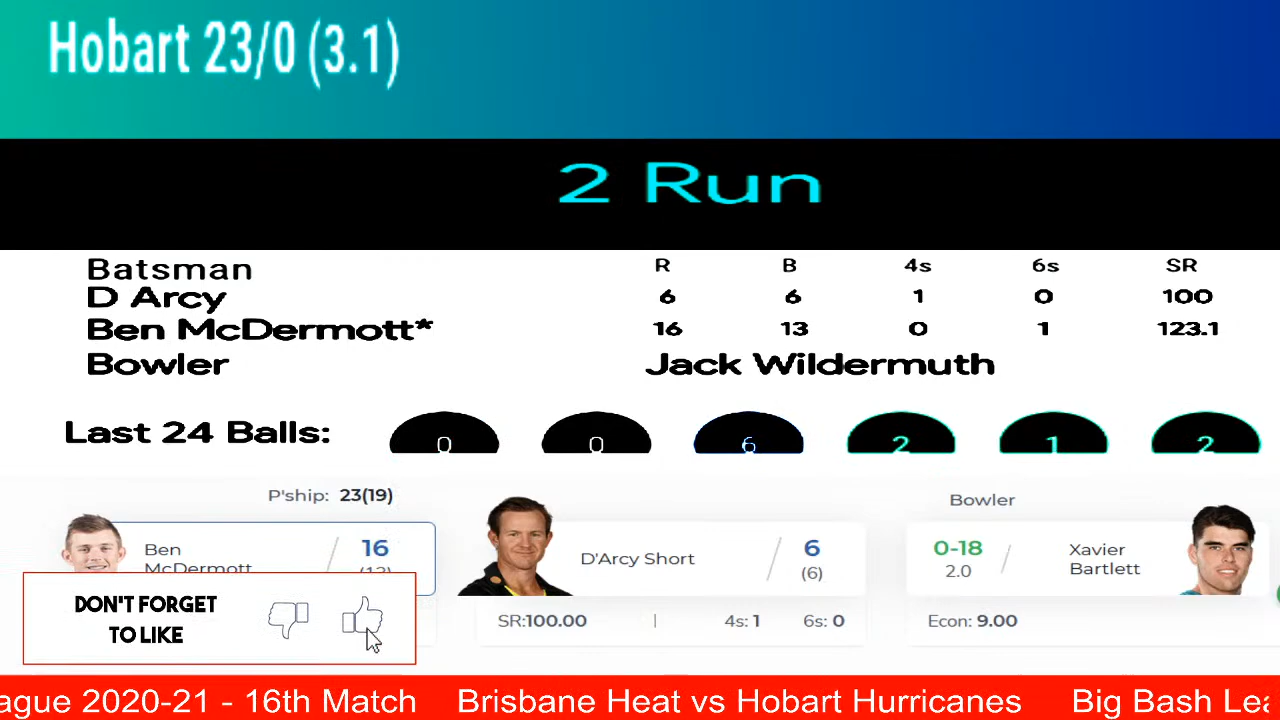 Hobart 23/0 (3.1)
2 Run
Batsman R B 4s 6s SR
D Arcy 6 6 1 0 100
Ben McDermott* 16 13 0 1 123.1
Bowler Jack Wildermuth
Last 24 Balls: 0 0 6 2 1 2
P'ship: 23(19)
Ben McDermott 16
D'Arcy Short 6 (6)
SR:100.00 | 4s: 1 6s: 0
Bowler
0-18 2.0 Xavier Bartlett
Econ: 9.00
DON'T FORGET
TO LIKE
ague 2020-21 - 16th Match Brisbane Heat vs Hobart Hurricanes Big Bash Lea